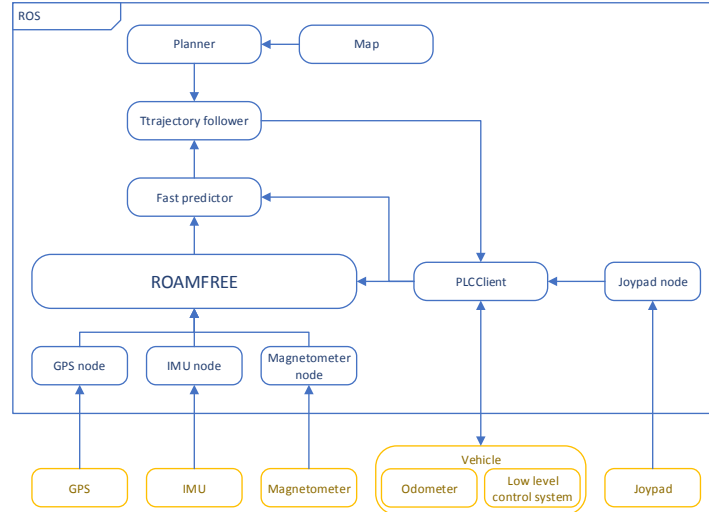 ROS
Planner
Map
Ttrajectory follower
Fast predictor
ROAMFREE
PLCClient
Joypad node
GPS node
IMU node
Magnetometer
node
Vehicle
GPS
IMU
Magnetometer
Odometer
Low level
control system
Joypad